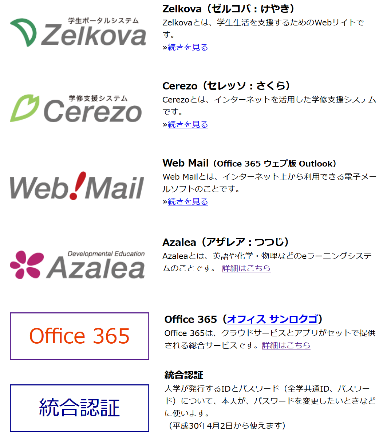 学生ポータルシステム
Zelkova
Zelkova（ゼルコバ：けやき）
Zelkovaとは、学生生活を支援するためのWebサイトで
す。
»続きを見る
学修支援システム
Cerezo
Cerezo（セレッソ：さくら）
Cerezoとは、インターネットを活用した学修支援システム
です。
»続きを見る
Web!Mail
Web Mail（Office 365 ウェブ版 Outlook）
Web Mailとは、インターネット上から利用できる電子メー
ルソフトのことです。
»続きを見る
Developmental Education
Azalea
Azalea（アザレア：つつじ）
Azaleaとは、英語や化学・物理などのeラーニングシステ
ムのことです。 詳細はこちら
Office 365
Office 365（オフィス サンロクゴ）
Office 365は、クラウドサービスとアプリがセットで提供
される総合サービスです。詳細はこちら
統合認証
統合認証
大学が発行するIDとパスワード（全学共通ID、パスワー
ド）について、本人が、パスワードを変更したいときなど
に使います。
（平成30年4月2日から使えます）